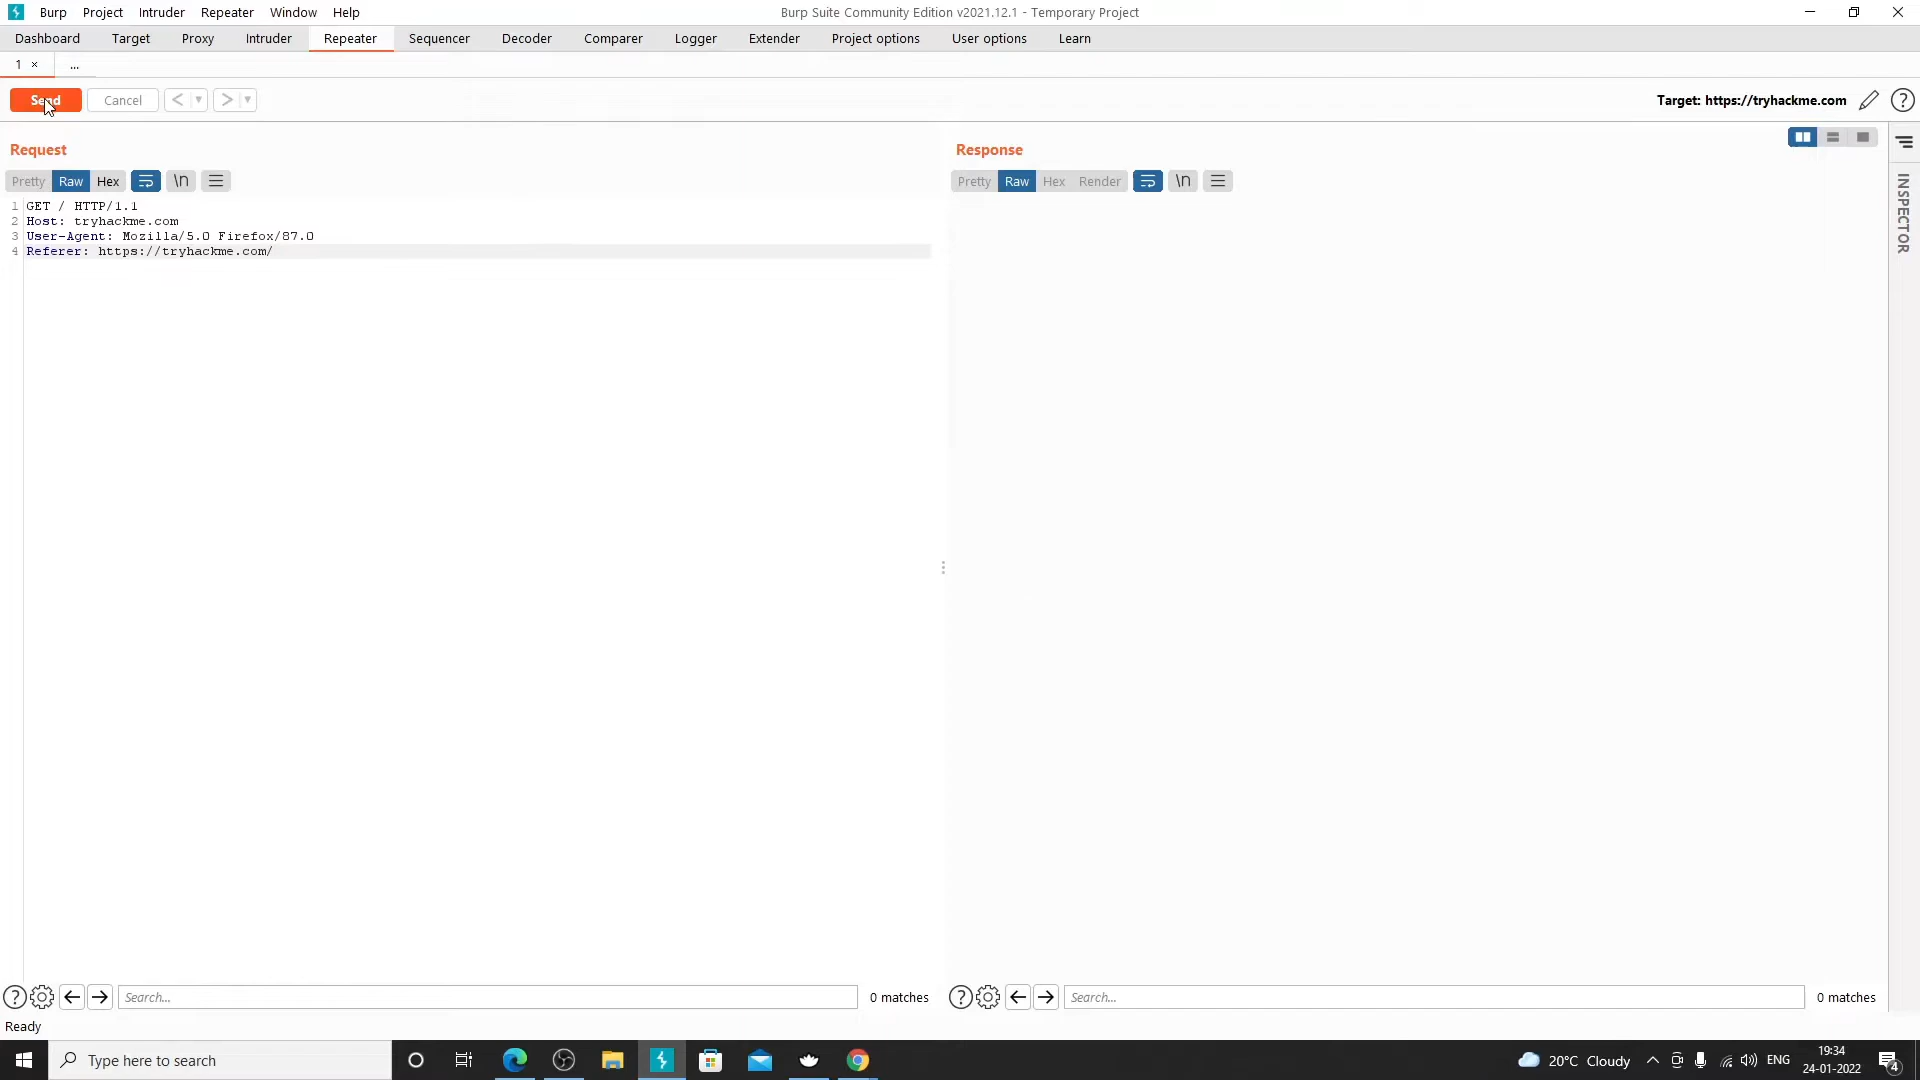 Burp Project Intruder Repeater Window Help Burp Suite Community Edition v2021.12.1 - Temporary Project
Dashboard Target Proxy Intruder Repeater Sequencer Decoder Comparer Logger Extender Project options User options Learn
1 × ...
Send Cancel < > Target: https://tryhackme.com ?
Request Response
Pretty Raw Hex \n Pretty Raw Hex Render \n
INSPECTOR
1 GET / HTTP/1.1
2 Host: tryhackme.com
3 User-Agent: Mozilla/5.0 Firefox/87.0
4 Referer: https://tryhackme.com/
? Search... 0 matches ? Search... 0 matches
Ready
Type here to search 20°C Cloudy ENG 19:34
24-01-2022 4